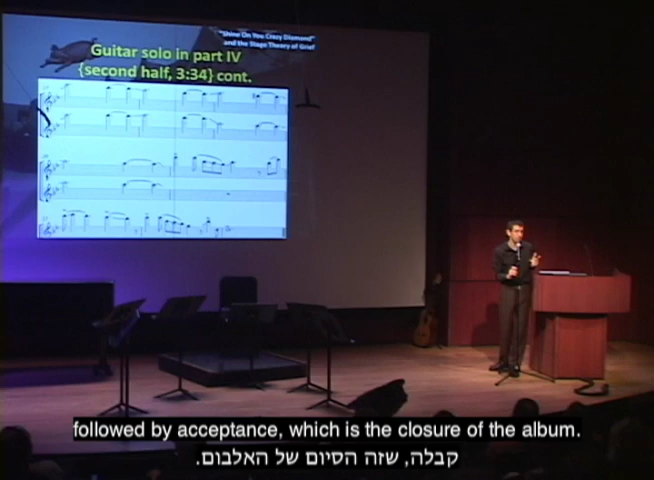 "Shine On You Crazy Diamond"
and the Stage Theory of Grief
Guitar solo in part IV
{second half, 3:34} cont.
followed by acceptance, which is the closure of the album.
קבלה, שזה הסיום של האלבום.